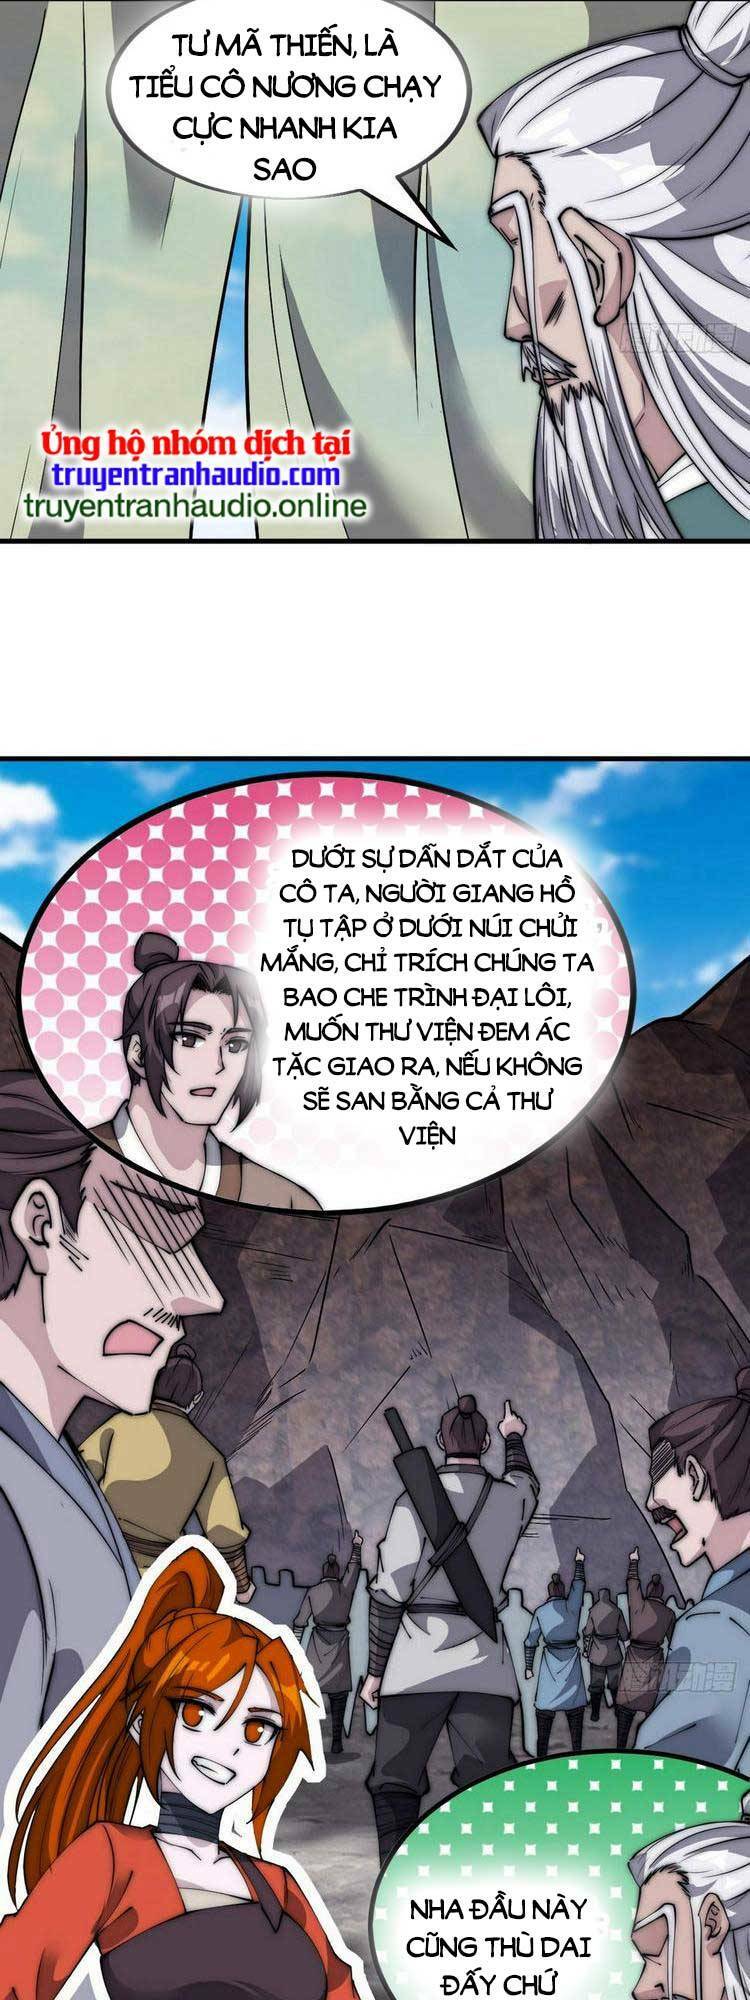 TƯ MÃ THIẾN, LÀ
TIỂU CÔ NƯƠNG CHẠY
CỰC NHANH KIA
SAO
Ủng hộ nhóm dịch tại
truyentranhaudio.com
truyentranhaudio.online
DƯỚI SỰ DẪN DẮT CỦA
CÔ TA, NGƯỜI GIANG HỒ
TỤ TẬP Ở DƯỚI NÚI CHỬI
MẮNG, CHỈ TRÍCH CHÚNG TA
BAO CHE TRÌNH ĐẠI LÔI,
MUỐN THƯ VIỆN ĐEM ÁC
TẶC GIAO RA, NẾU KHÔNG
SẼ SAN BẰNG CẢ THƯ
VIỆN
NHA ĐẦU NÀY
CŨNG THÙ DAI
ĐẤY CHỨ